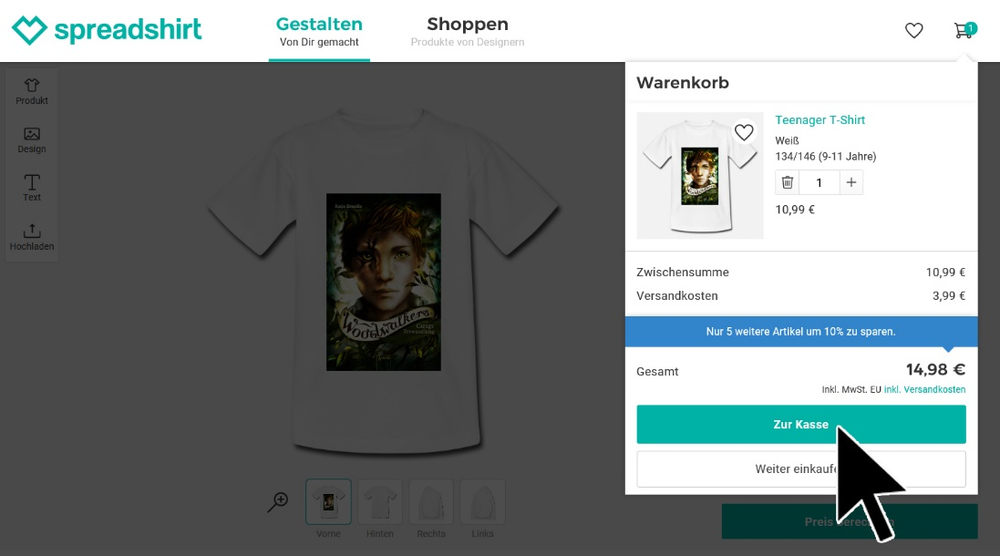 spreadshirt
Gestalten
Von Dir gemacht
Shoppen
Produkte von Designern
1
Produkt
Design
Text
Hochladen
Katja Brandis
Woodwalkers
Carags
Verwandlung
Vorne
Hinten
Rechts
Links
Warenkorb
Teenager T-Shirt
Weiß
134/146 (9-11 Jahre)
1
10,99 €
Woodwalkers
Zwischensumme 10,99 €
Versandkosten 3,99 €
Nur 5 weitere Artikel um 10% zu sparen.
Gesamt 14,98 €
Inkl. MwSt. EU inkl. Versandkosten
Zur Kasse
Weiter einkaufe
Preis berec